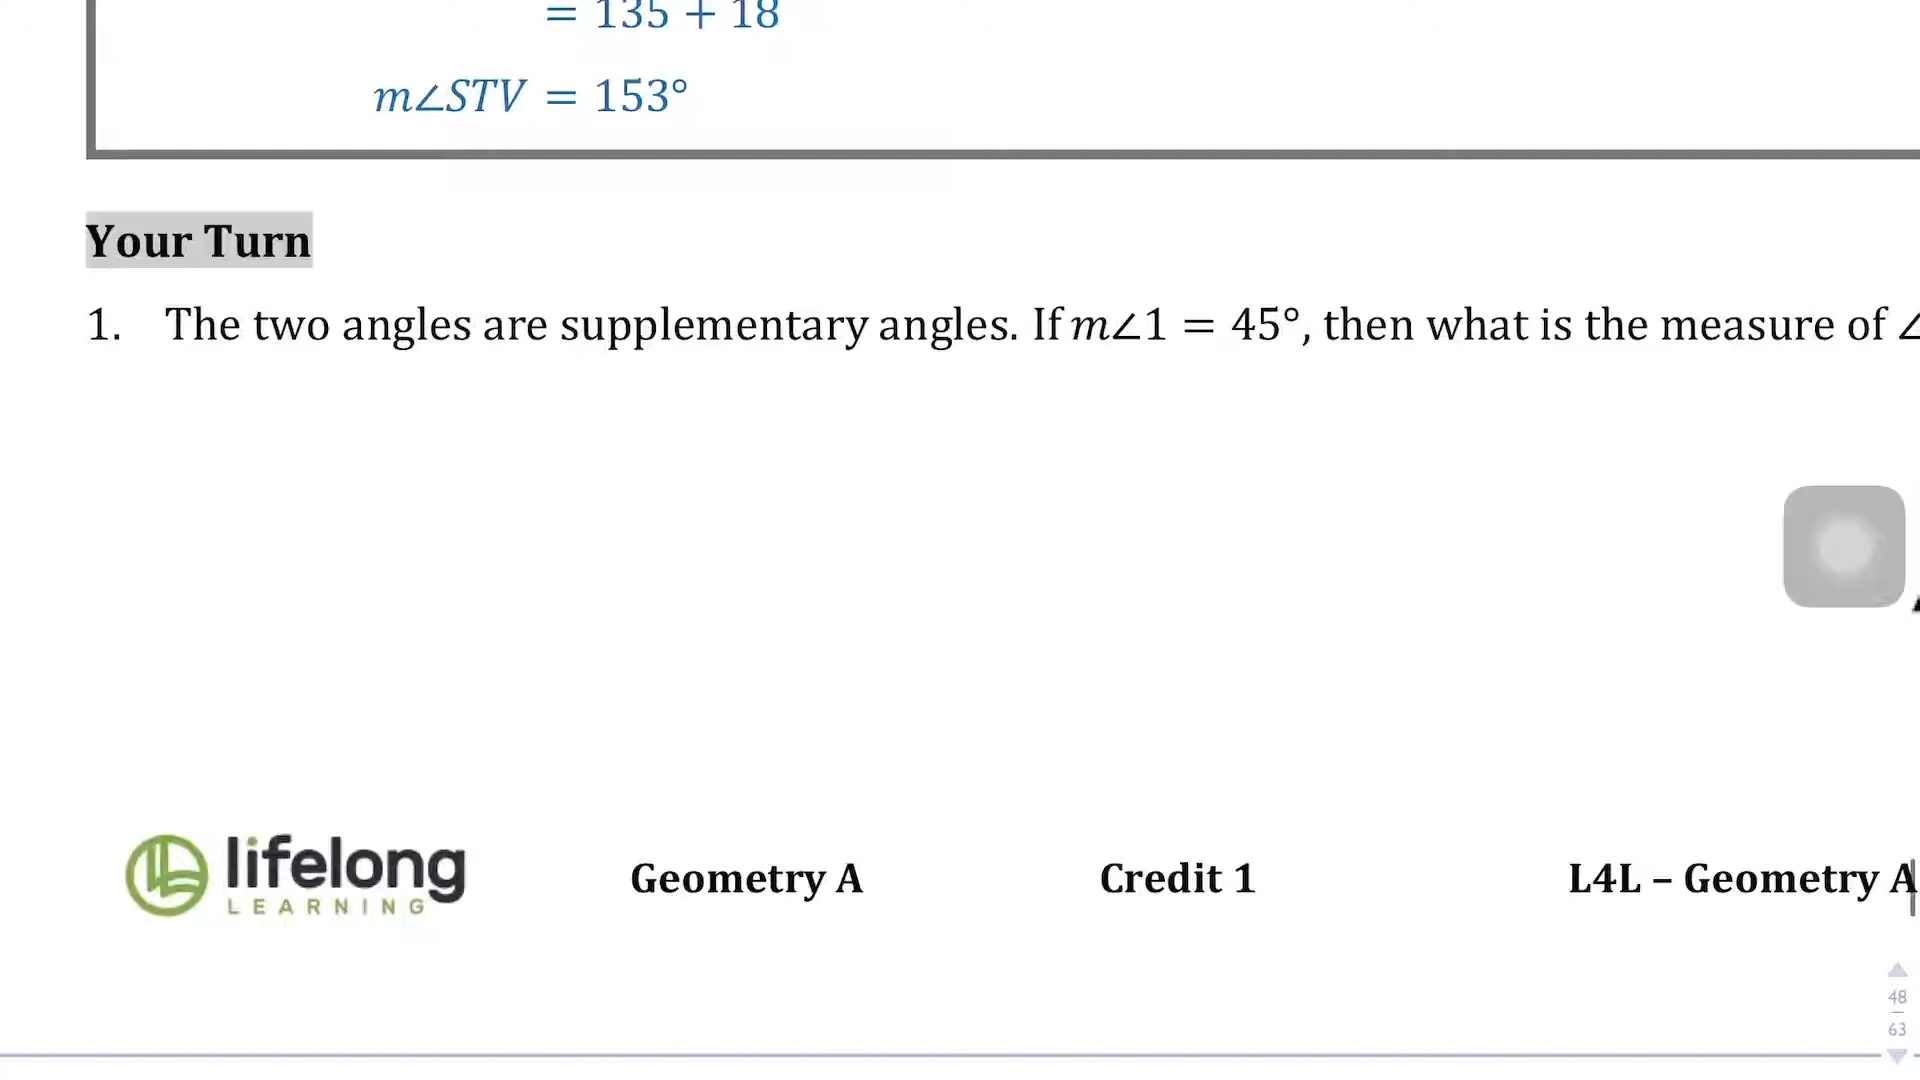 = 135 + 18
m∠STV = 153°
Your Turn
1. The two angles are supplementary angles. If m∠1 = 45°, then what is the measure of ∠
lifelong
LEARNING
Geometry A
Credit 1
L4L – Geometry A
48
63